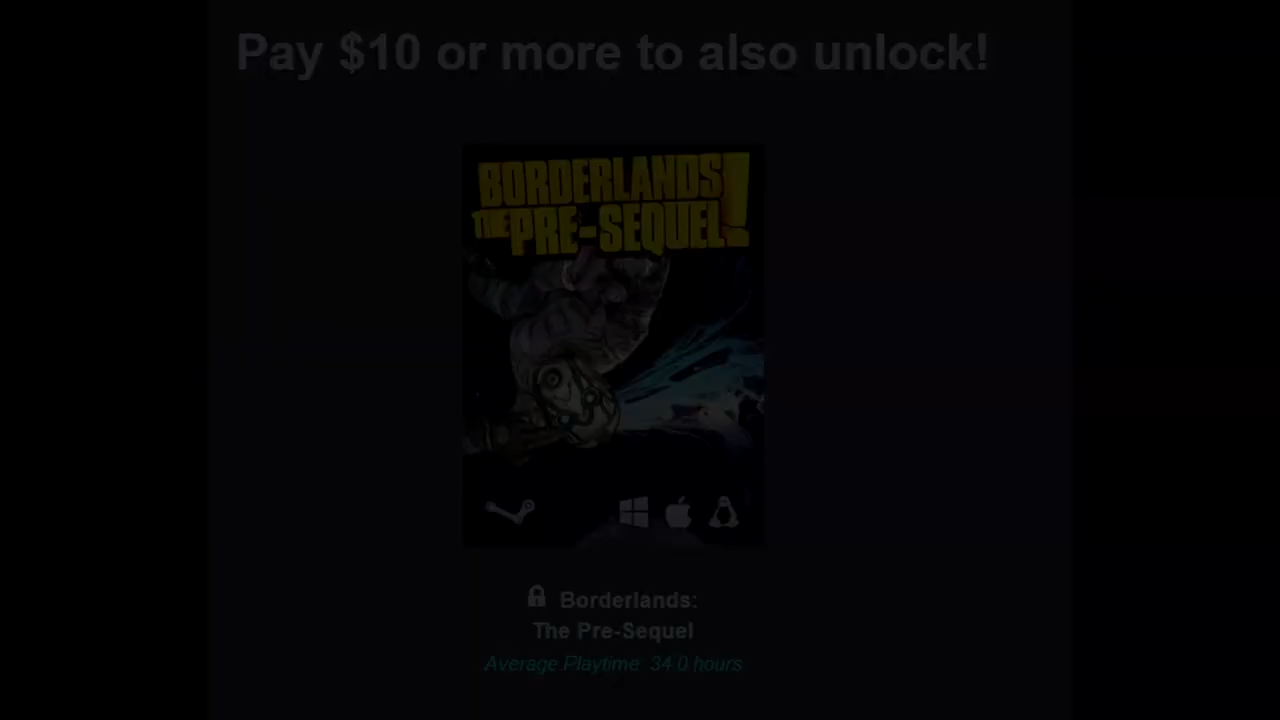 Pay $10 or more to also unlock!
BORDERLANDS
THE PRE-SEQUEL!
Borderlands:
The Pre-Sequel
Average Playtime: 34.0 hours